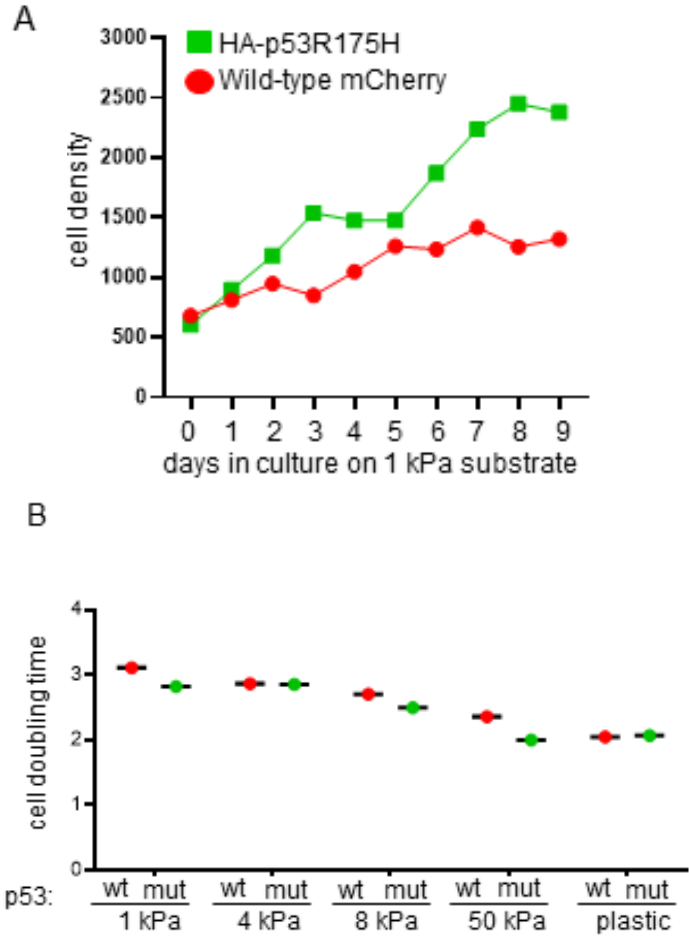 A
3000
2500
2000
1500
1000
500
0
cell density
HA-p53R175H
Wild-type mCherry
0 1 2 3 4 5 6 7 8 9
days in culture on 1 kPa substrate
B
4
3
2
1
0
cell doubling time
p53: wt mut wt mut wt mut wt mut wt mut
1 kPa 4 kPa 8 kPa 50 kPa plastic